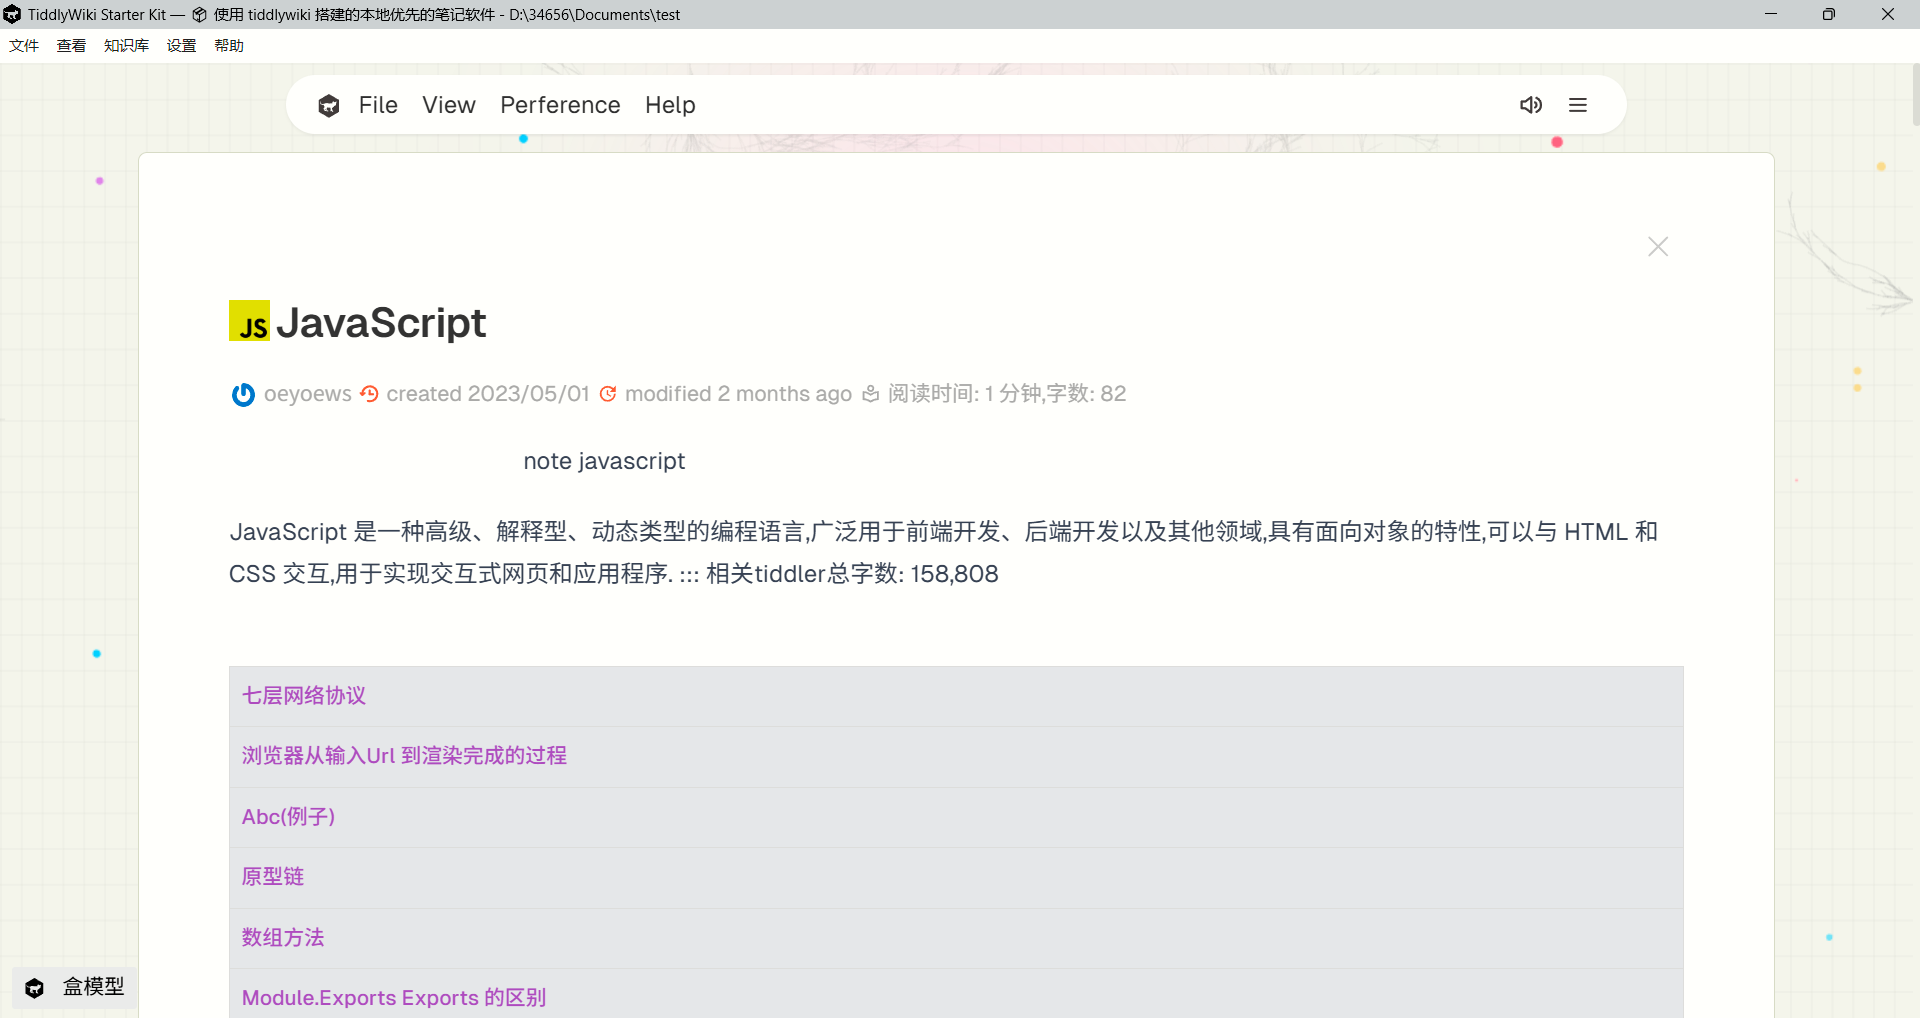 TiddlyWiki Starter Kit — 使用 tiddlywiki 搭建的本地优先的笔记软件 - D:\34656\Documents\test
文件 查看 知识库 设置 帮助
File View Perference Help
JS JavaScript
oeyoews created 2023/05/01 modified 2 months ago 阅读时间: 1 分钟,字数: 82
note javascript
JavaScript 是一种高级、解释型、动态类型的编程语言,广泛用于前端开发、后端开发以及其他领域,具有面向对象的特性,可以与 HTML 和
CSS 交互,用于实现交互式网页和应用程序. ::: 相关tiddler总字数: 158,808
七层网络协议
浏览器从输入Url 到渲染完成的过程
Abc(例子)
原型链
数组方法
Module.Exports Exports 的区别
盒模型